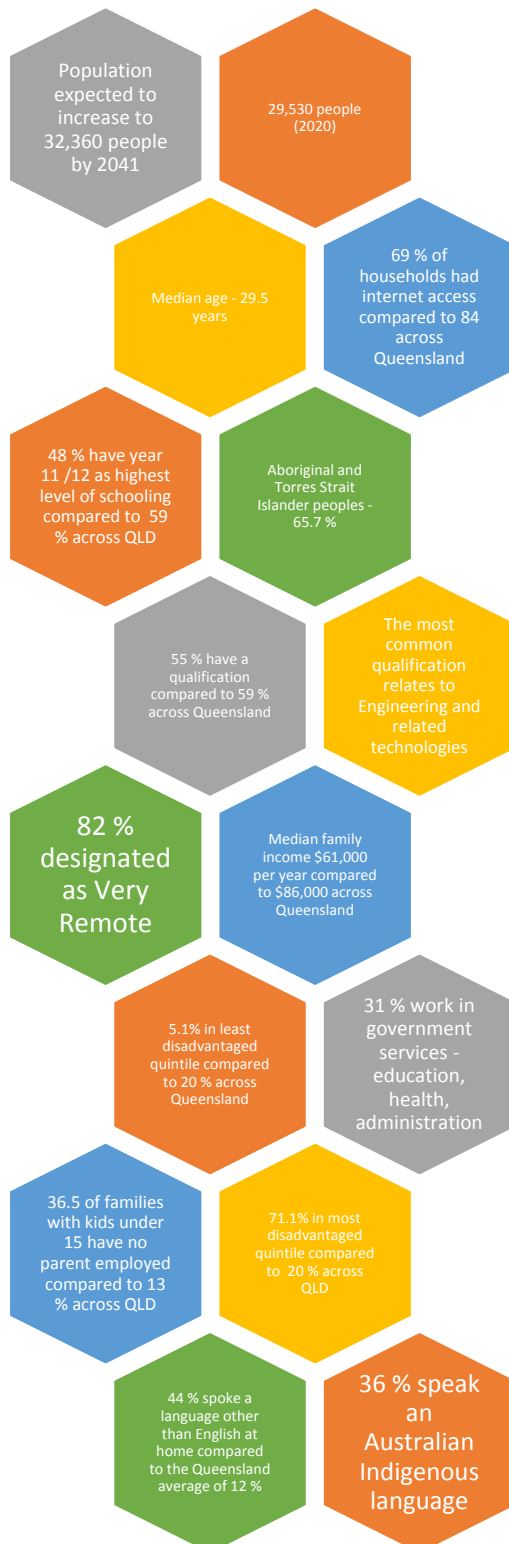 Population
expected to
increase to
32,360 people
by 2041
29,530 people
(2020)
Median age - 29.5
years
69 % of
households had
internet access
compared to 84
across
Queensland
48 % have year
11 /12 as highest
level of schooling
compared to 59
% across QLD
Aboriginal and
Torres Strait
Islander peoples -
65.7 %
55 % have a
qualification
compared to 59 %
across Queensland
The most
common
qualification
relates to
Engineering and
related
technologies
82 %
designated
as Very
Remote
Median family
income $61,000
per year compared
to $86,000 across
Queensland
5.1% in least
disadvantaged
quintile compared
to 20 % across
Queensland
31 % work in
government
services -
education,
health,
administration
36.5 of families
with kids under
15 have no
parent employed
compared to 13
% across QLD
71.1% in most
disadvantaged
quintile compared
to 20 % across
QLD
44 % spoke a
language other
than English at
home compared
to the Queensland
average of 12 %
36 % speak
an
Australian
Indigenous
language